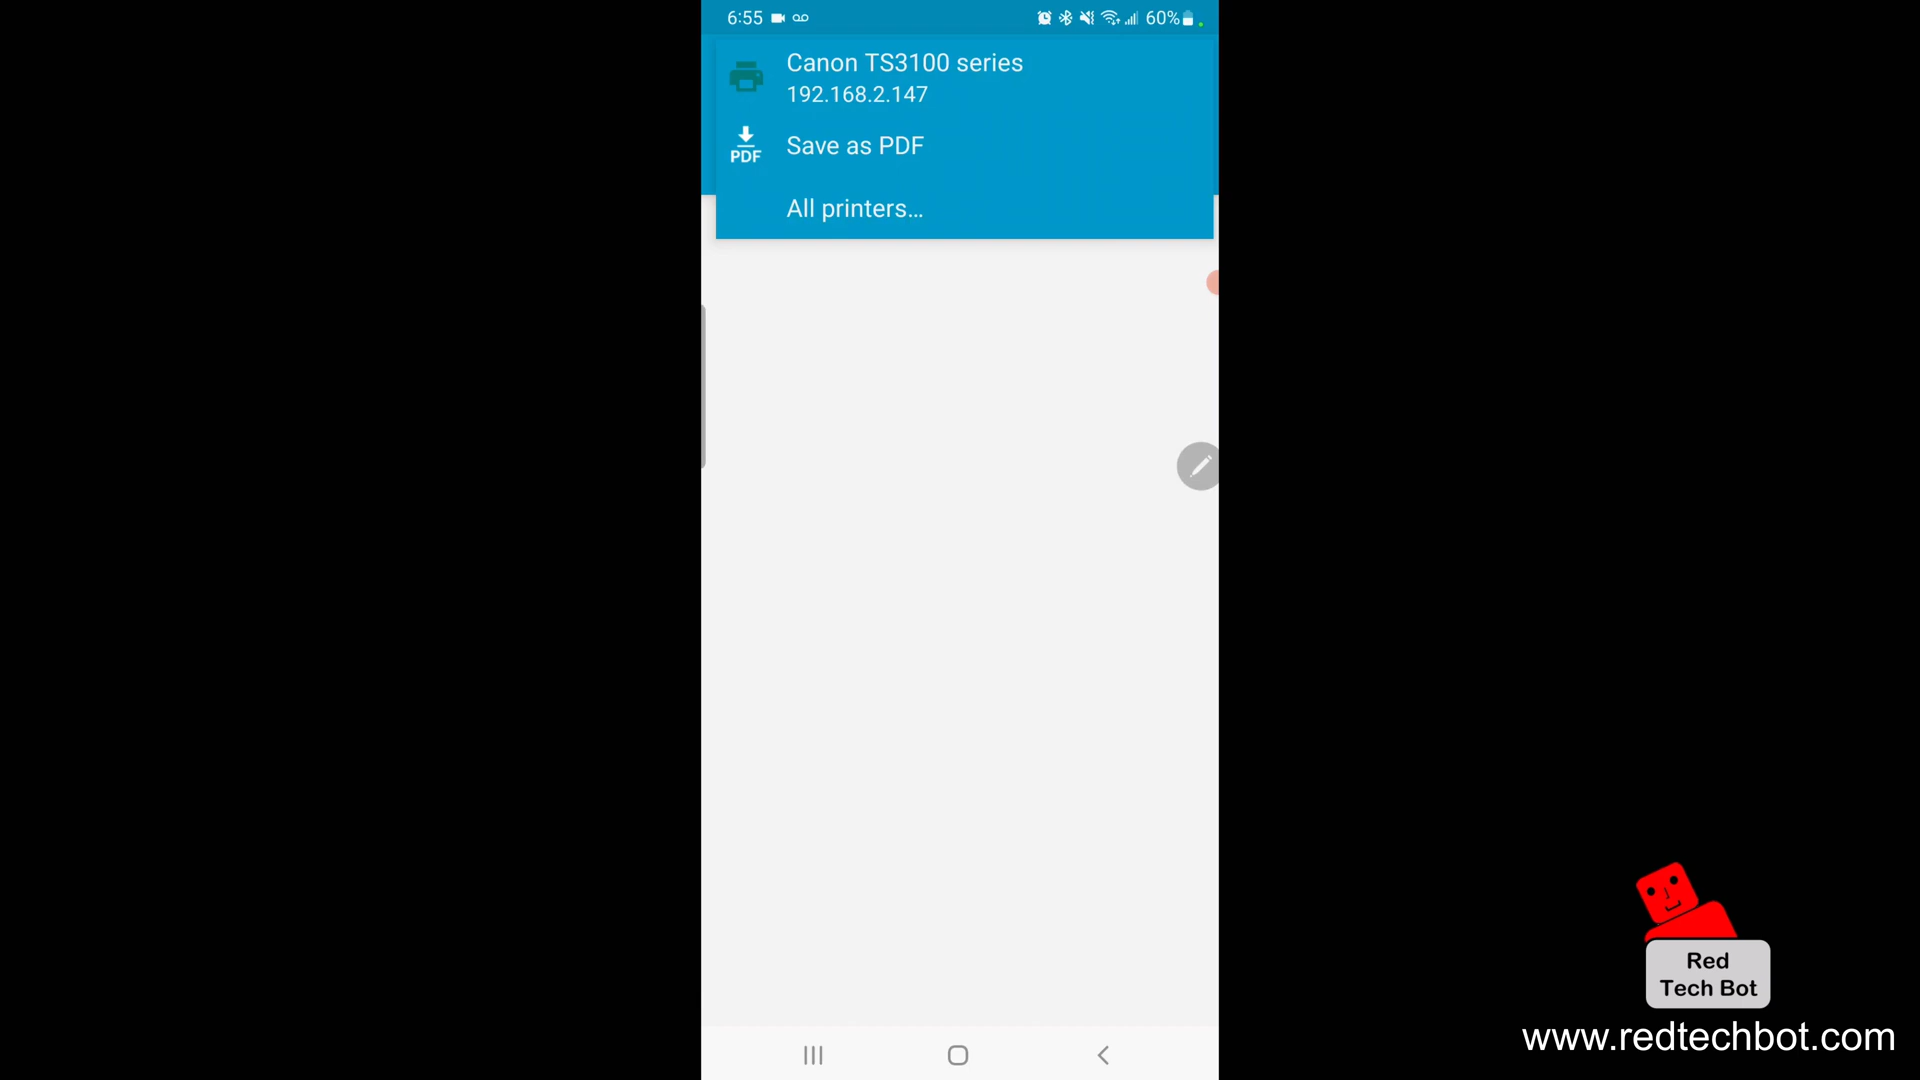 6:55
60%
Canon TS3100 series
192.168.2.147
PDF
Save as PDF
All printers...
Red
Tech Bot
www.redtechbot.com